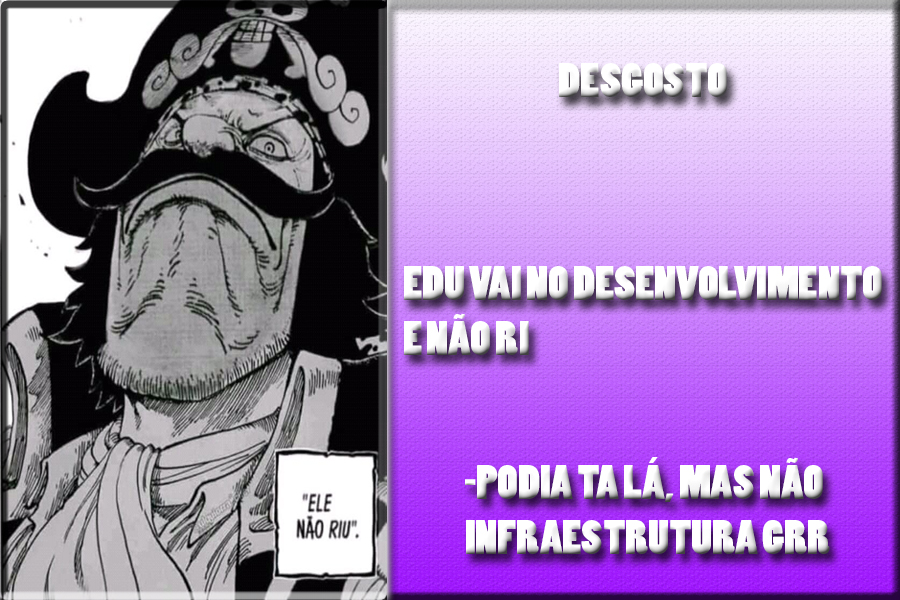 DESGOSTO
EDU VAI NO DESENVOLVIMENTO
E NÃO RI
-PODIA TA LÁ, MAS NÃO
INFRAESTRUTURA GRR
"ELE
NÃO RIU".